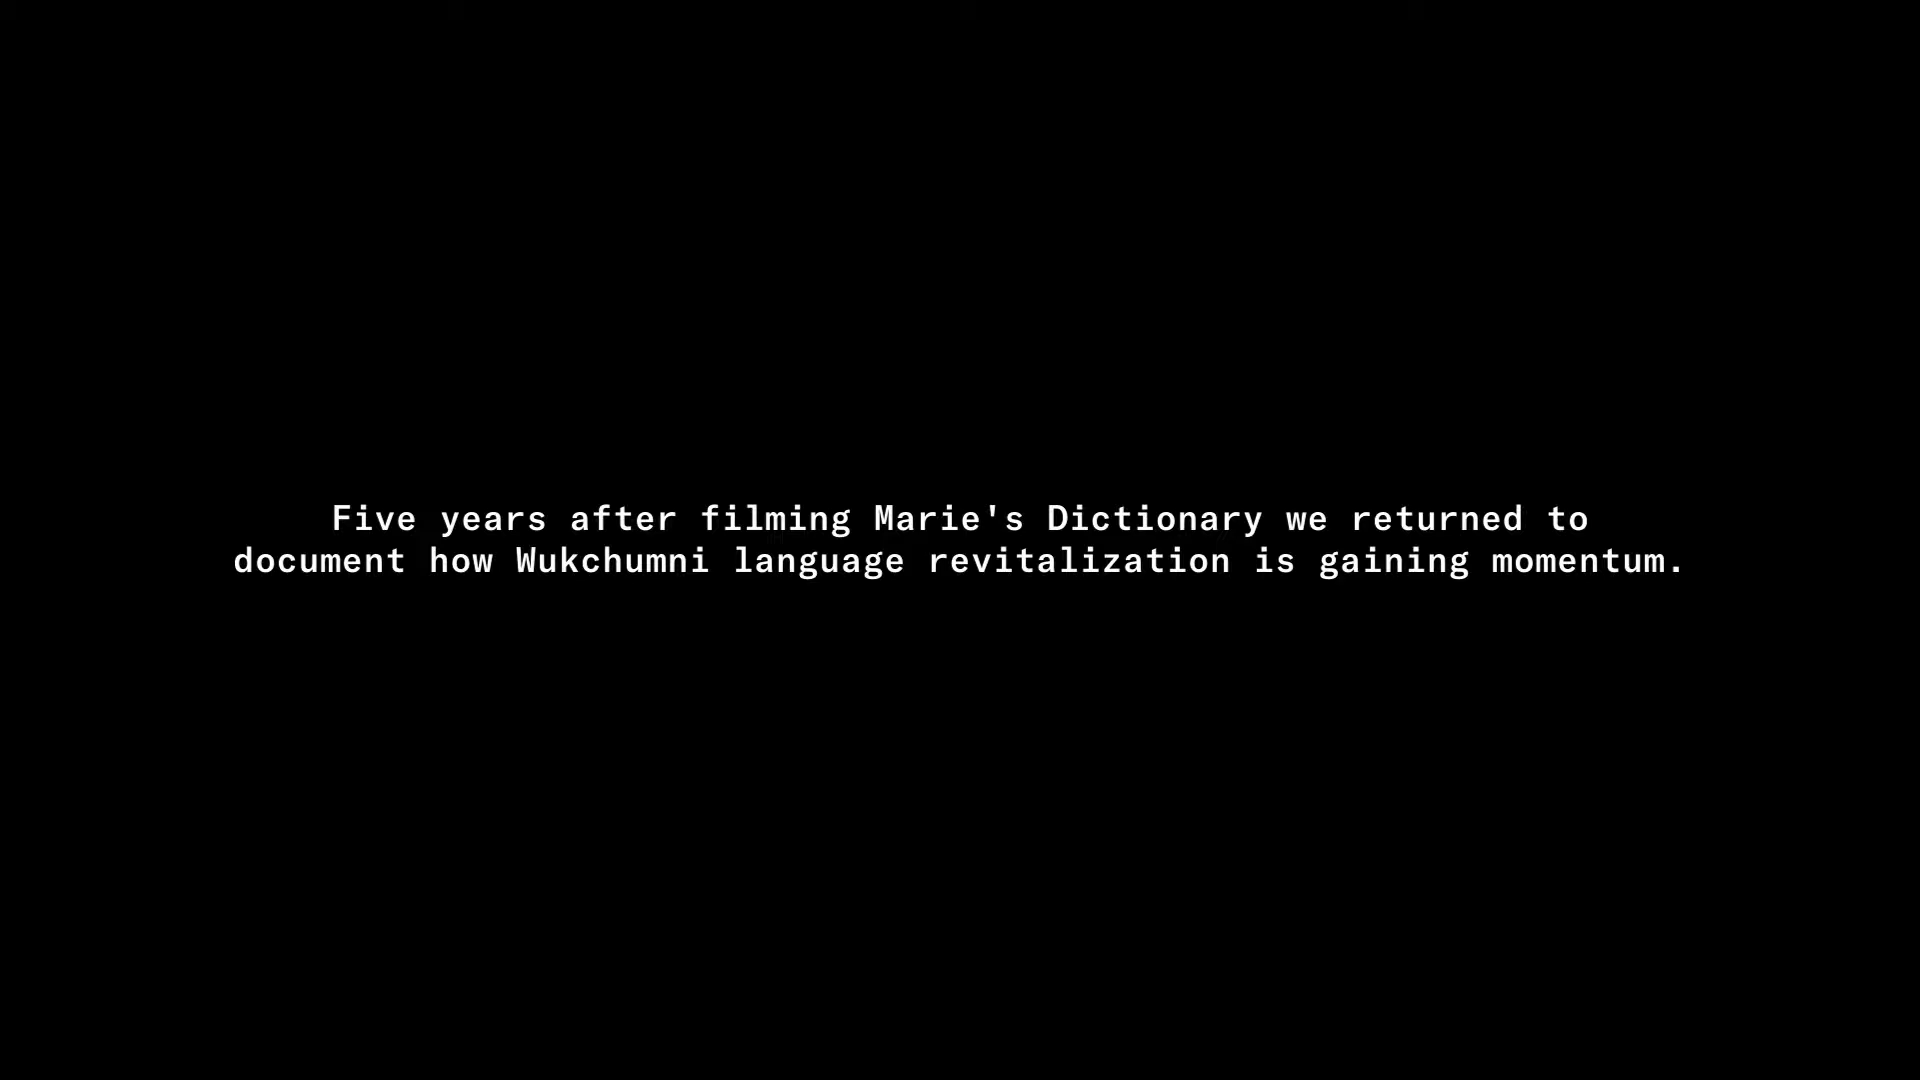 Five years after filming Marie's Dictionary we returned to
document how Wukchumni language revitalization is gaining momentum.